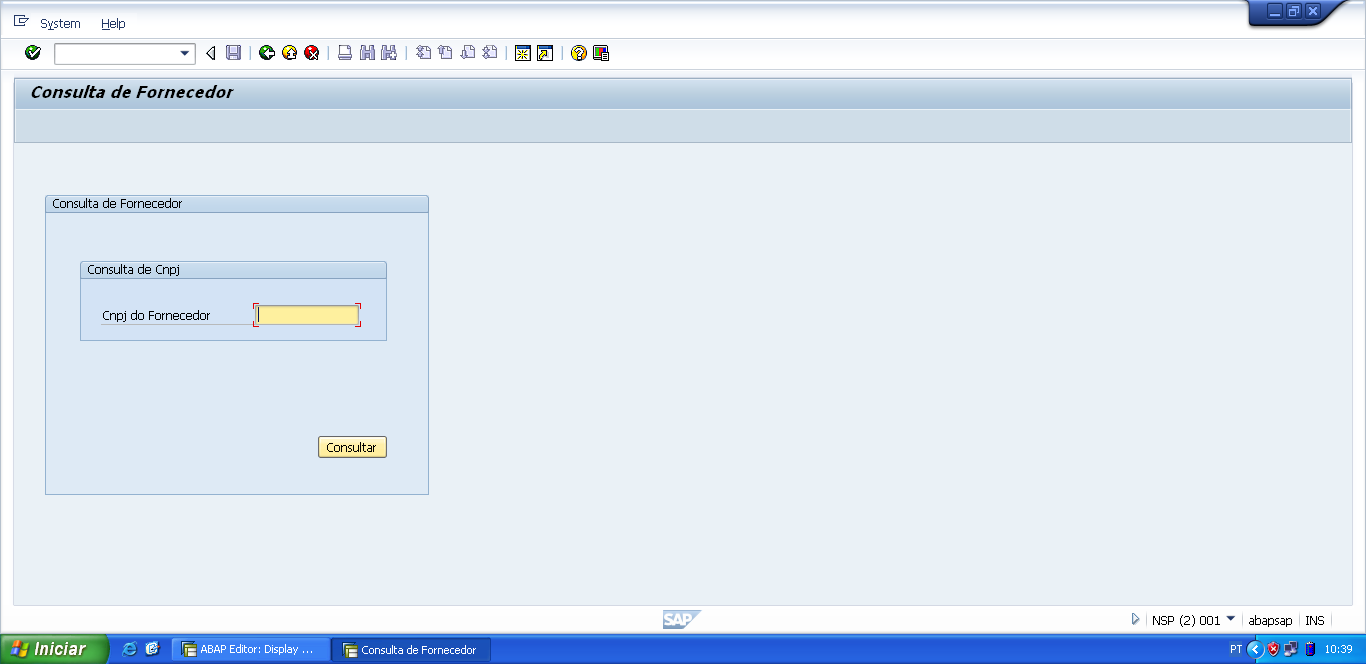 System Help
Consulta de Fornecedor
Consulta de Fornecedor
Consulta de Cnpj
Cnpj do Fornecedor
Consultar
SAP
NSP (2) 001 abapsap INS
Iniciar ABAP Editor: Display ... Consulta de Fornecedor PT 10:39